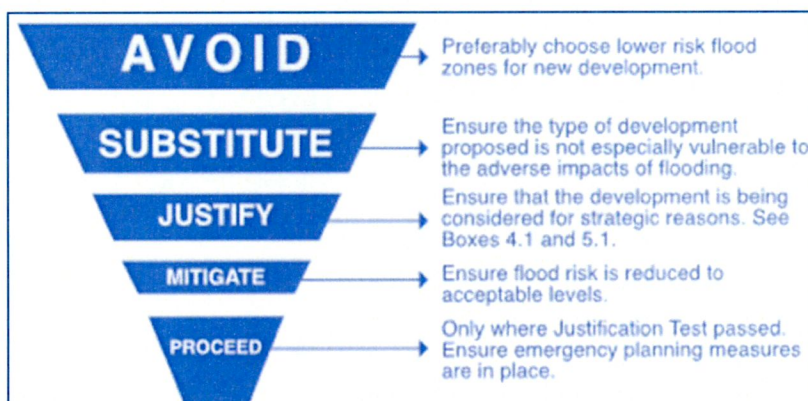 AVOID
Preferably choose lower risk flood
zones for new development.
SUBSTITUTE
Ensure the type of development
proposed is not especially vulnerable to
the adverse impacts of flooding.
JUSTIFY
Ensure that the development is being
considered for strategic reasons. See
Boxes 4.1 and 5.1.
MITIGATE
Ensure flood risk is reduced to
acceptable levels.
PROCEED
Only where Justification Test passed.
Ensure emergency planning measures
are in place.